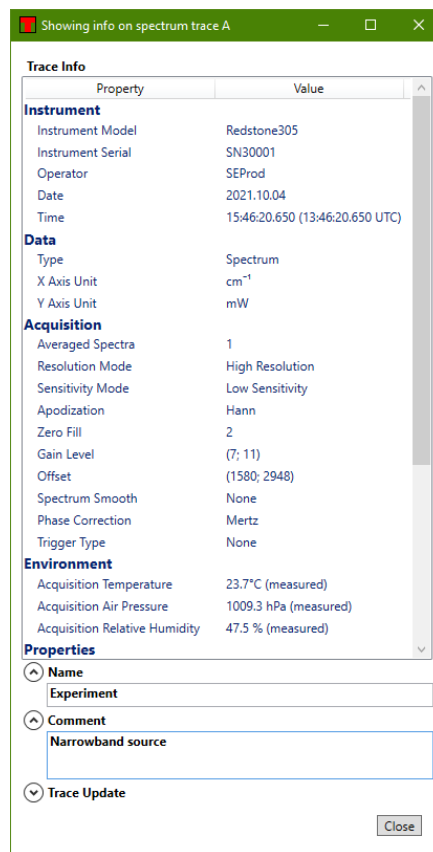 Showing info on spectrum trace A
Trace Info
Property Value
Instrument
Instrument Model Redstone305
Instrument Serial SN30001
Operator SEProd
Date 2021.10.04
Time 15:46:20.650 (13:46:20.650 UTC)
Data
Type Spectrum
X Axis Unit cm⁻¹
Y Axis Unit mW
Acquisition
Averaged Spectra 1
Resolution Mode High Resolution
Sensitivity Mode Low Sensitivity
Apodization Hann
Zero Fill 2
Gain Level (7; 11)
Offset (1580; 2948)
Spectrum Smooth None
Phase Correction Mertz
Trigger Type None
Environment
Acquisition Temperature 23.7°C (measured)
Acquisition Air Pressure 1009.3 hPa (measured)
Acquisition Relative Humidity 47.5 % (measured)
Properties
Name
Experiment
Comment
Narrowband source
Trace Update
Close